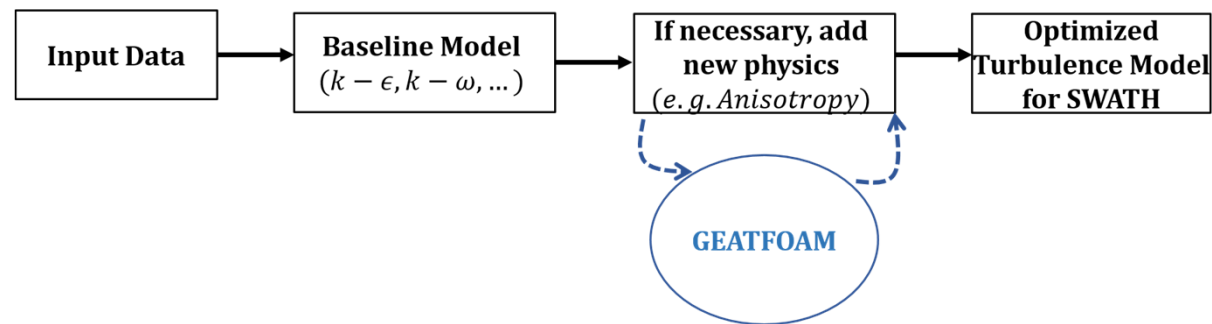 Input Data
Baseline Model
(k − ϵ, k − ω, … )
If necessary, add
new physics
(e. g. Anisotropy)
Optimized
Turbulence Model
for SWATH
GEATFOAM